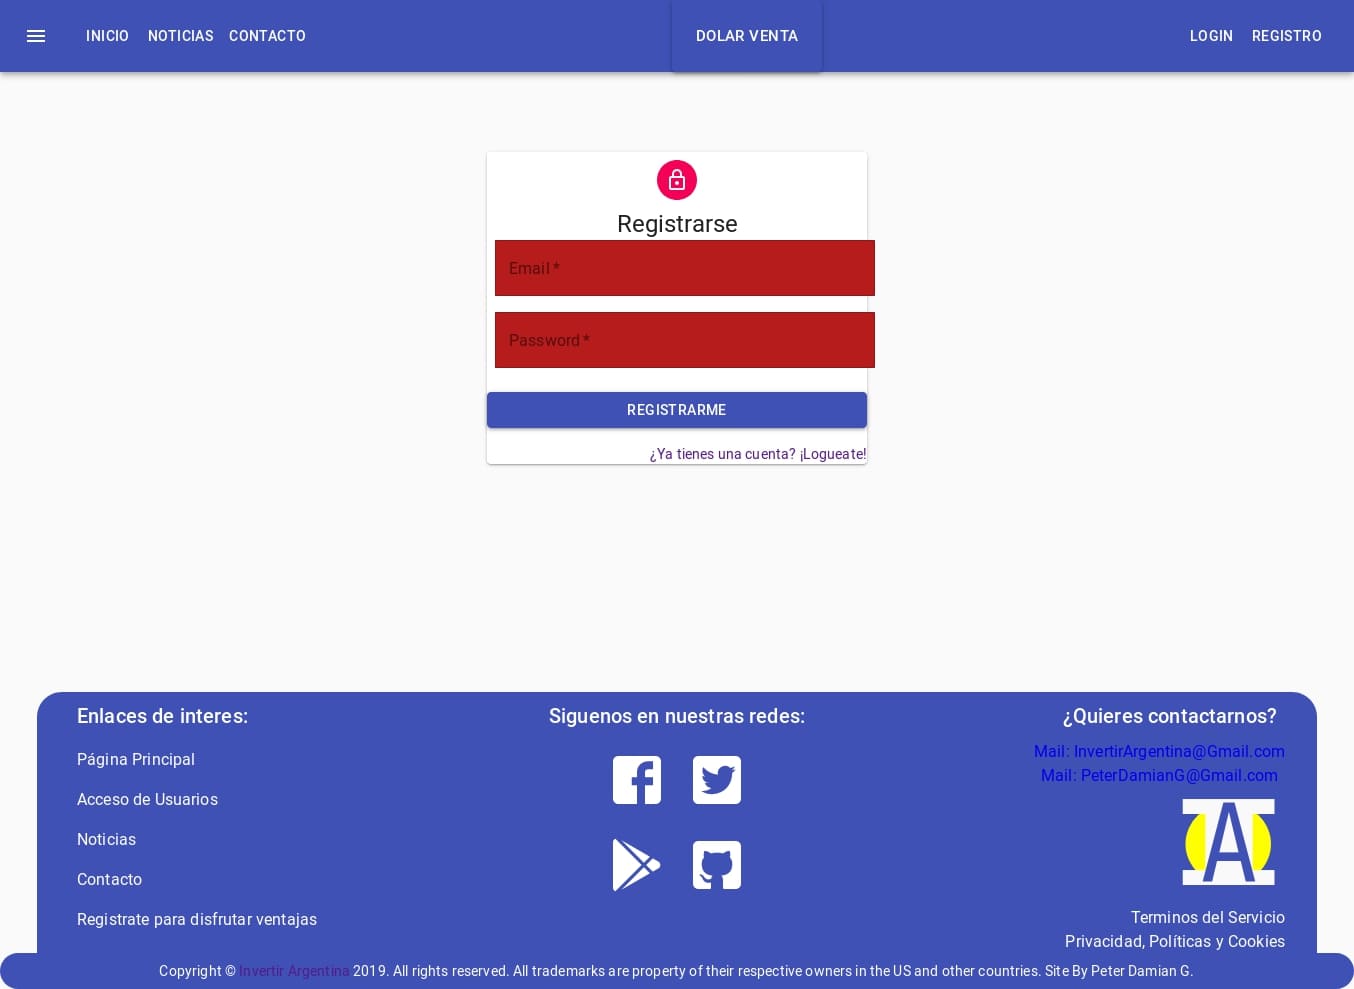 INICIO NOTICIAS CONTACTO DOLAR VENTA LOGIN REGISTRO
Registrarse
Email *
Password *
REGISTRARME
¿Ya tienes una cuenta? ¡Logueate!
Enlaces de interes:
Página Principal
Acceso de Usuarios
Noticias
Contacto
Registrate para disfrutar ventajas
Siguenos en nuestras redes:
¿Quieres contactarnos?
Mail: InvertirArgentina@Gmail.com
Mail: PeterDamianG@Gmail.com
IAI
Terminos del Servicio
Privacidad, Políticas y Cookies
Copyright © Invertir Argentina 2019. All rights reserved. All trademarks are property of their respective owners in the US and other countries. Site By Peter Damian G.